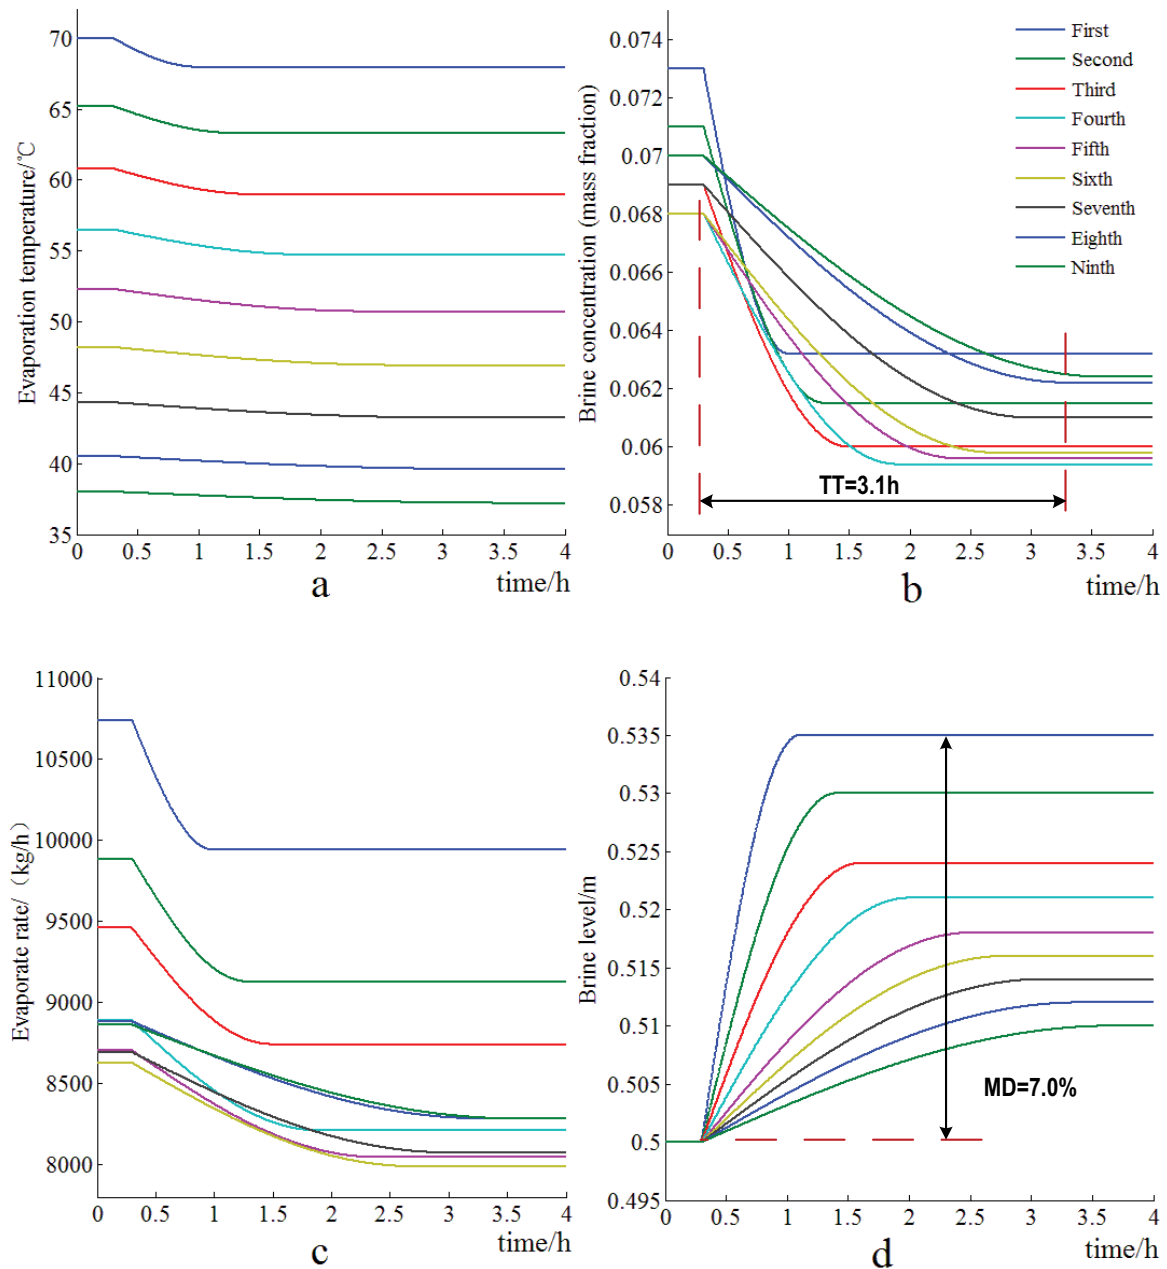 Evaporation temperature/℃
70
65
60
55
50
45
40
35
0 0.5 1 1.5 2 2.5 3 3.5 4
time/h
a
Brine concentration (mass fraction)
0.074
0.072
0.07
0.068
0.066
0.064
0.062
0.06
0.058
First
Second
Third
Fourth
Fifth
Sixth
Seventh
Eighth
Ninth
TT=3.1h
0 0.5 1 1.5 2 2.5 3 3.5 4
time/h
b
Evaporate rate/（kg/h）
11000
10500
10000
9500
9000
8500
8000
0 0.5 1 1.5 2 2.5 3 3.5 4
time/h
c
Brine level/m
0.54
0.535
0.53
0.525
0.52
0.515
0.51
0.505
0.5
0.495
MD=7.0%
0 0.5 1 1.5 2 2.5 3 3.5 4
time/h
d